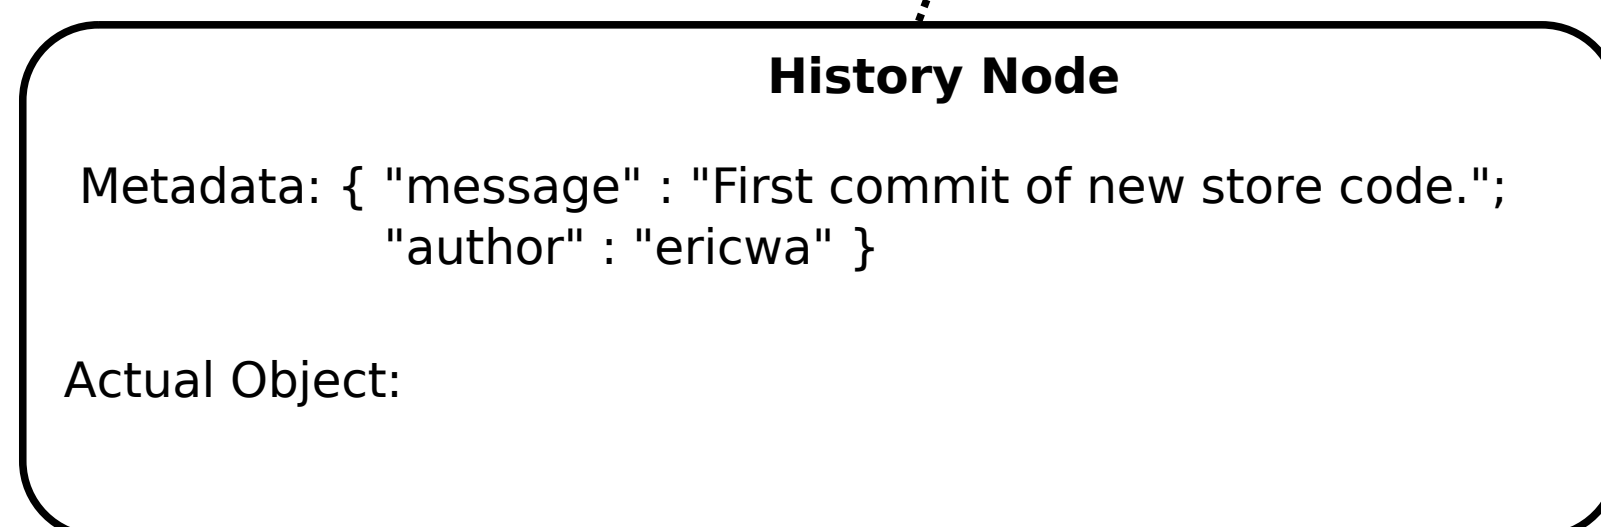 History Node
Metadata: { "message" : "First commit of new store code.";
"author" : "ericwa" }
Actual Object: